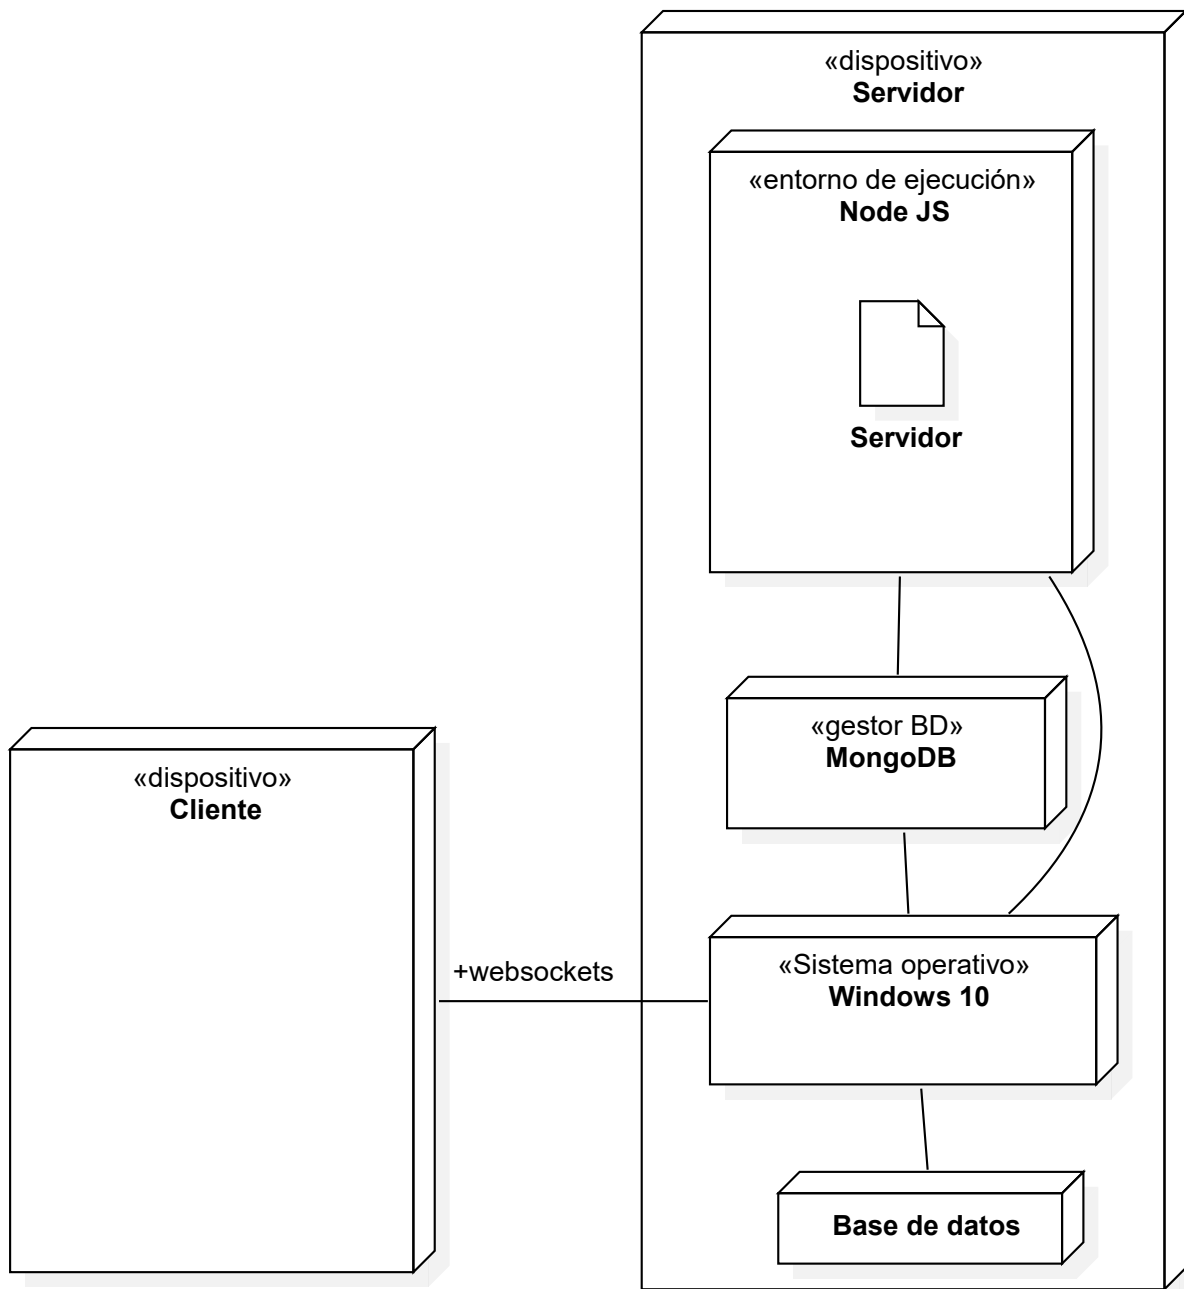 «dispositivo»
Servidor
«entorno de ejecución»
Node JS
Servidor
«gestor BD»
MongoDB
«dispositivo»
Cliente
+websockets
«Sistema operativo»
Windows 10
Base de datos